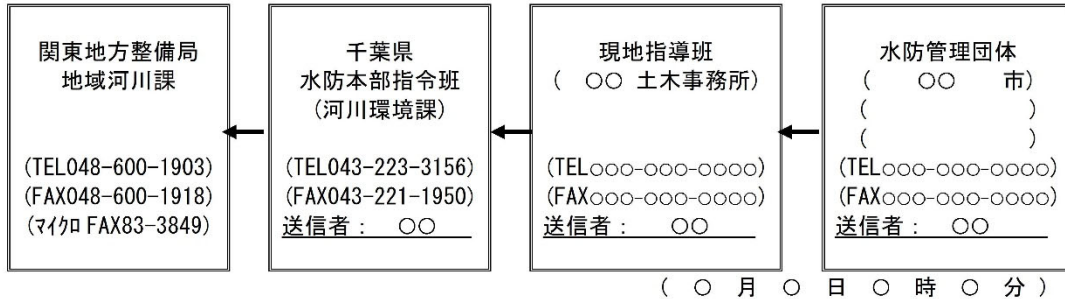 関東地方整備局
地域河川課
(TEL048-600-1903)
(FAX048-600-1918)
(マイクロ FAX83-3849)
千葉県
水防本部指令班
(河川環境課)
(TEL043-223-3156)
(FAX043-221-1950)
送信者： ○○
現地指導班
( ○○ 土木事務所)
(TEL○○○-○○○-○○○○)
(FAX○○○-○○○-○○○○)
送信者： ○○
水防管理団体
( ○○ 市)
( )
( )
(TEL○○○-○○○-○○○○)
(FAX○○○-○○○-○○○○)
送信者： ○○
( ○ 月 ○ 日 ○ 時 ○ 分 )